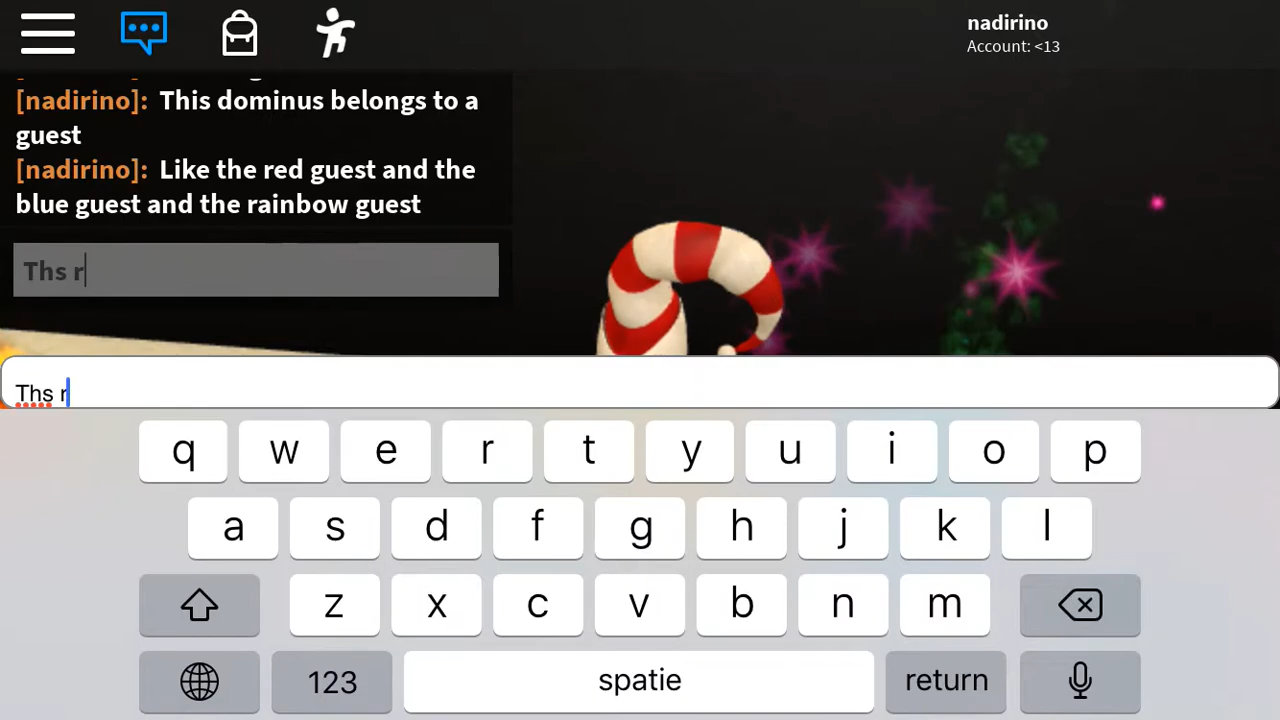 nadirino
Account: <13
[nadirino]: This dominus belongs to a
guest
[nadirino]: Like the red guest and the
blue guest and the rainbow guest
Ths r
Ths r
q w e r t y u i o p
a s d f g h j k l
z x c v b n m
123 spatie return